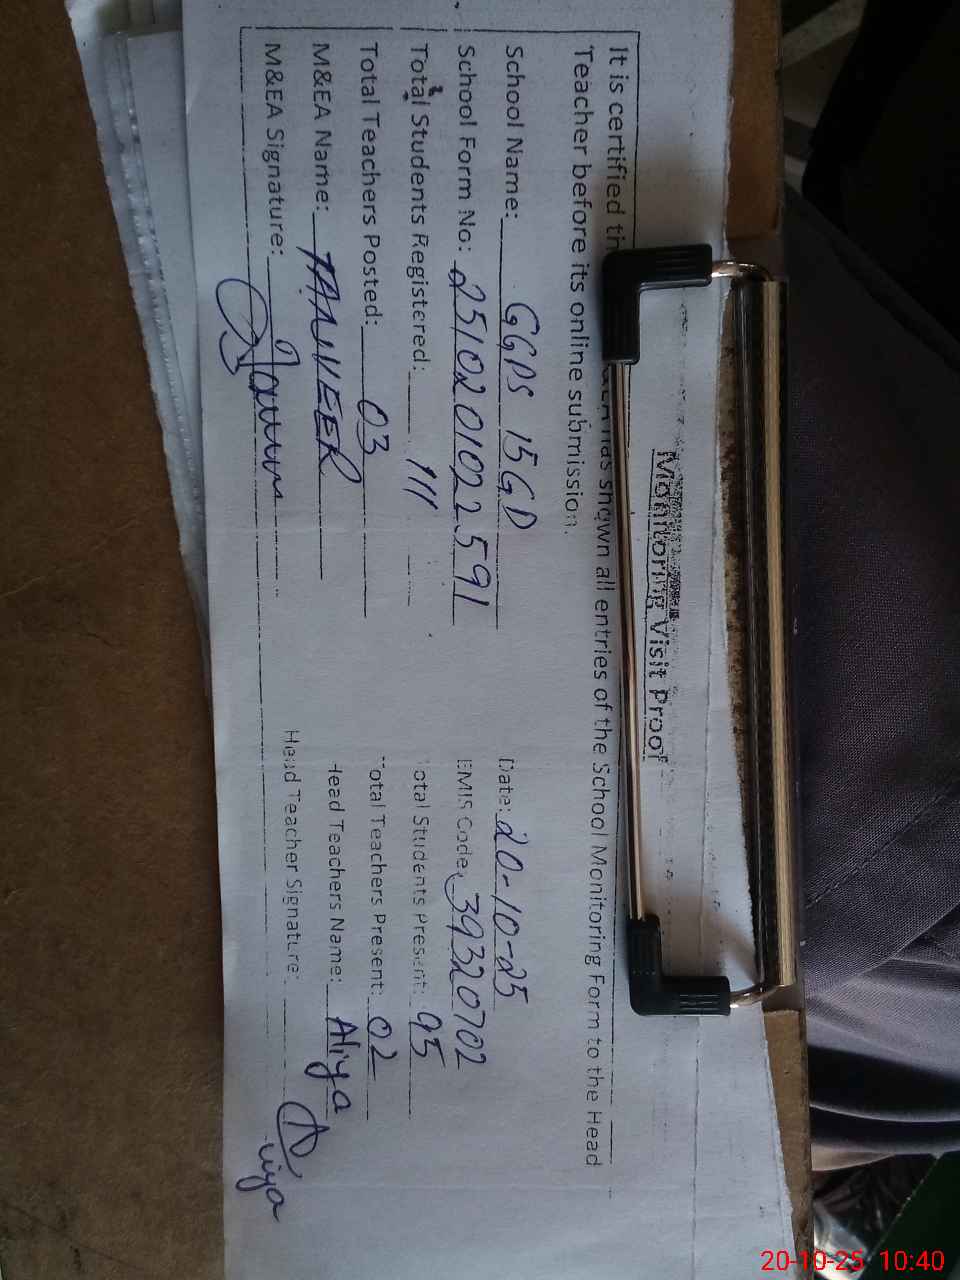 Monitoring Visit Proof
It is certified th has shown all entries of the School Monitoring Form to the Head
Teacher before its online submission.
School Name: GGPS 15GD Date: 20-10-25
School Form No: 2510201022591 EMIS Code: 39320702
Total Students Registered: 111 Total Students Present: 95
Total Teachers Posted: 03 Total Teachers Present: 02
M&EA Name: TANVEER Head Teachers Name: Aliya
M&EA Signature: Head Teacher Signature:
20-10-25 10:40